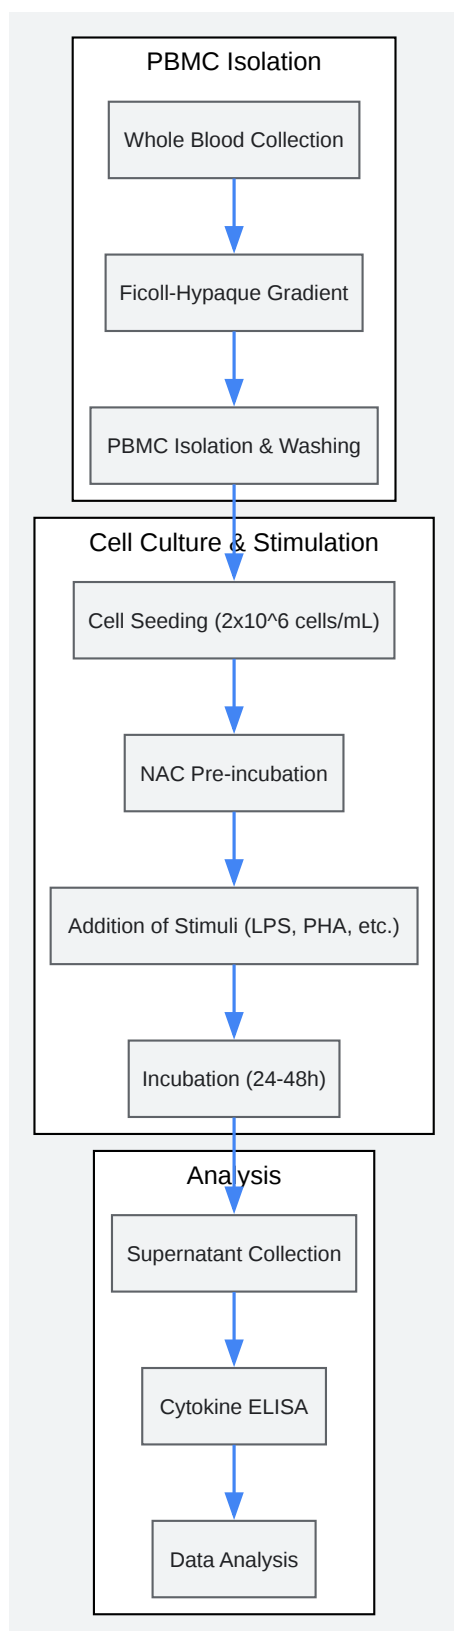 PBMC Isolation
Whole Blood Collection
Ficoll-Hypaque Gradient
PBMC Isolation & Washing
Cell Culture & Stimulation
Cell Seeding (2x10^6 cells/mL)
NAC Pre-incubation
Addition of Stimuli (LPS, PHA, etc.)
Incubation (24-48h)
Analysis
Supernatant Collection
Cytokine ELISA
Data Analysis